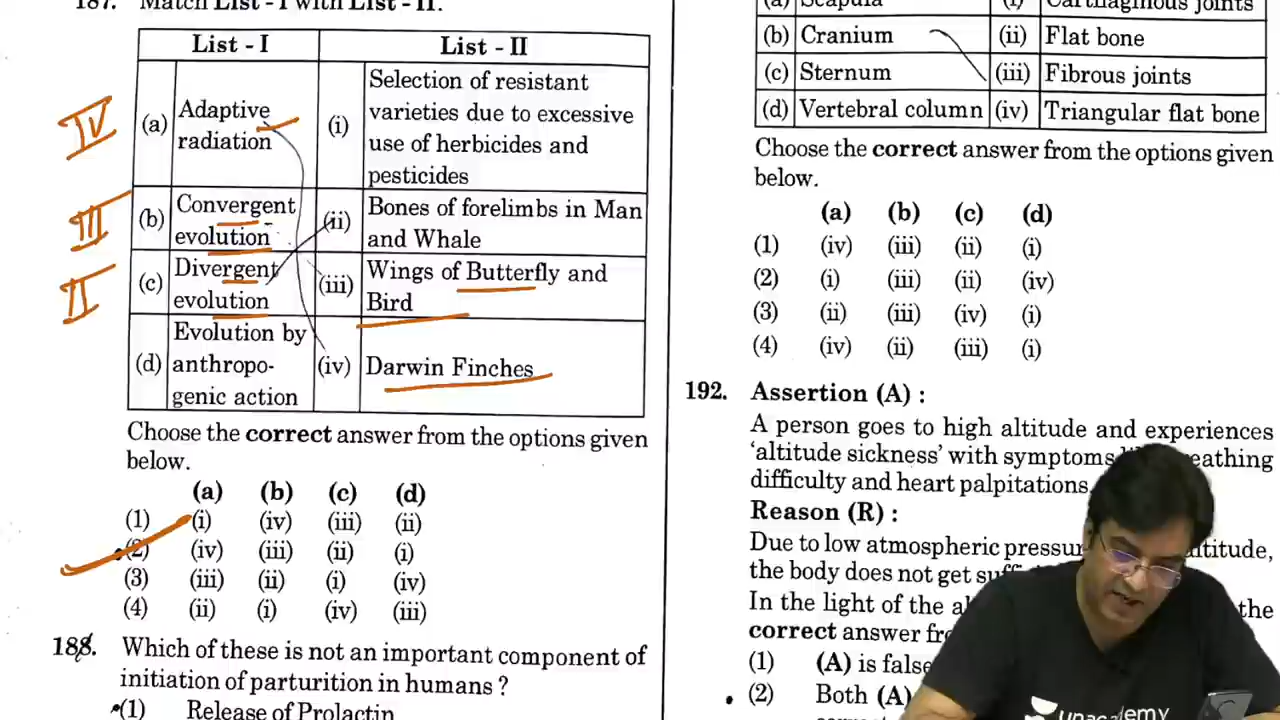 187. Match List - I with List - II.
List - I List - II
IV
(a) Adaptive radiation (i) Selection of resistant varieties due to excessive use of herbicides and pesticides
III
(b) Convergent evolution (ii) Bones of forelimbs in Man and Whale
II
(c) Divergent evolution (iii) Wings of Butterfly and Bird
(d) Evolution by anthropo- genic action (iv) Darwin Finches
Choose the correct answer from the options given
below.
(a) (b) (c) (d)
(1) (i) (iv) (iii) (ii)
(2) (iv) (iii) (ii) (i)
(3) (iii) (ii) (i) (iv)
(4) (ii) (i) (iv) (iii)
188. Which of these is not an important component of
initiation of parturition in humans ?
(1) Release of Prolactin
(a) Scapula (i) Cartilaginous joints
(b) Cranium (ii) Flat bone
(c) Sternum (iii) Fibrous joints
(d) Vertebral column (iv) Triangular flat bone
Choose the correct answer from the options given
below.
(a) (b) (c) (d)
(1) (iv) (iii) (ii) (i)
(2) (i) (iii) (ii) (iv)
(3) (ii) (iii) (iv) (i)
(4) (iv) (ii) (iii) (i)
192. Assertion (A) :
A person goes to high altitude and experiences
'altitude sickness' with symptoms breathing
difficulty and heart palpitations.
Reason (R) :
Due to low atmospheric altitude,
the body does not get
In the light of the the
correct answer
(1) (A) is false
(2) Both (A)
unacademy